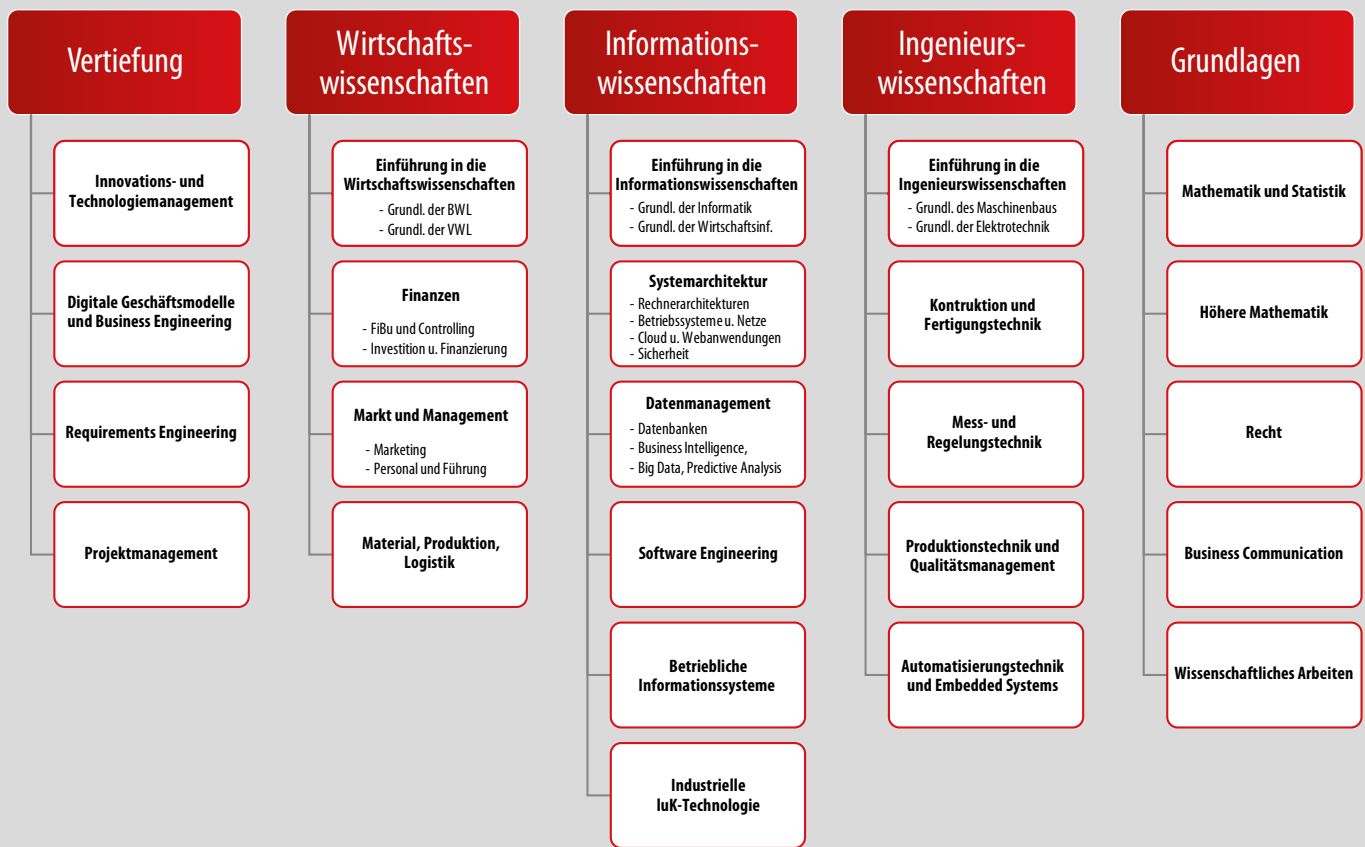 Vertiefung
Innovations- und
Technologiemanagement
Digitale Geschäftsmodelle
und Business Engineering
Requirements Engineering
Projektmanagement
Wirtschafts-
wissenschaften
Einführung in die
Wirtschaftswissenschaften
- Grundl. der BWL
- Grundl. der VWL
Finanzen
- FiBu und Controlling
- Investition u. Finanzierung
Markt und Management
- Marketing
- Personal und Führung
Material, Produktion,
Logistik
Informations-
wissenschaften
Einführung in die
Informationswissenschaften
- Grundl. der Informatik
- Grundl. der Wirtschaftsinf.
Systemarchitektur
- Rechnerarchitekturen
- Betriebssysteme u. Netze
- Cloud u. Webanwendungen
- Sicherheit
Datenmanagement
- Datenbanken
- Business Intelligence,
- Big Data, Predictive Analysis
Software Engineering
Betriebliche
Informationssysteme
Industrielle
IuK-Technologie
Ingenieurs-
wissenschaften
Einführung in die
Ingenieurswissenschaften
- Grundl. des Maschinenbaus
- Grundl. der Elektrotechnik
Kontruktion und
Fertigungstechnik
Mess- und
Regelungstechnik
Produktionstechnik und
Qualitätsmanagement
Automatisierungstechnik
und Embedded Systems
Grundlagen
Mathematik und Statistik
Höhere Mathematik
Recht
Business Communication
Wissenschaftliches Arbeiten